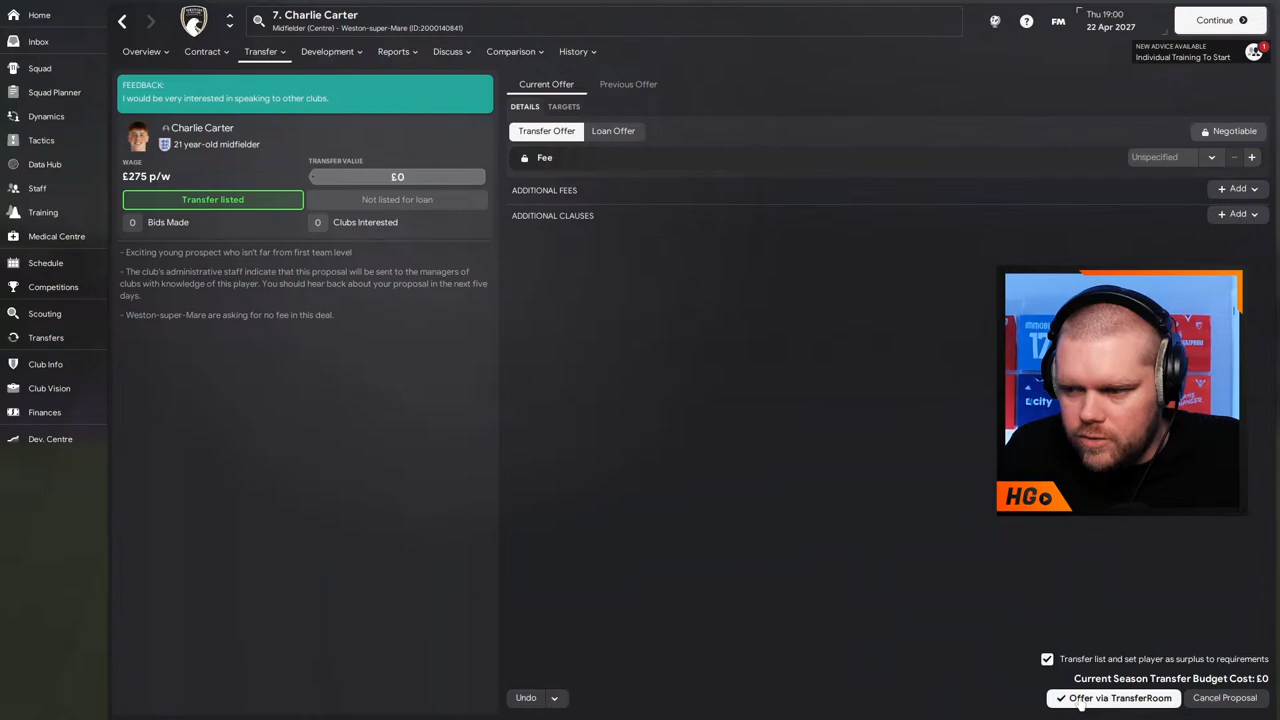 7. Charlie Carter
Midfielder (Centre) - Weston-super-Mare (ID:2000140841)
FM
Thu 19:00
22 Apr 2027
Continue
NEW ADVICE AVAILABLE
Individual Training To Start
1
Home
Inbox
Squad
Squad Planner
Dynamics
Tactics
Data Hub
Staff
Training
Medical Centre
Schedule
Competitions
Scouting
Transfers
Club Info
Club Vision
Finances
Dev. Centre
Overview
Contract
Transfer
Development
Reports
Discuss
Comparison
History
FEEDBACK:
I would be very interested in speaking to other clubs.
Charlie Carter
21 year-old midfielder
WAGE
£275 p/w
TRANSFER VALUE
£0
Transfer listed
Not listed for loan
0 Bids Made
0 Clubs Interested
- Exciting young prospect who isn't far from first team level
- The club's administrative staff indicate that this proposal will be sent to the managers of
clubs with knowledge of this player. You should hear back about your proposal in the next five
days.
- Weston-super-Mare are asking for no fee in this deal.
Current Offer
Previous Offer
DETAILS
TARGETS
Transfer Offer
Loan Offer
Negotiable
Fee
Unspecified
ADDITIONAL FEES
+ Add
ADDITIONAL CLAUSES
+ Add
17
city
HGO
Transfer list and set player as surplus to requirements
Current Season Transfer Budget Cost: £0
Undo
Offer via TransferRoom
Cancel Proposal